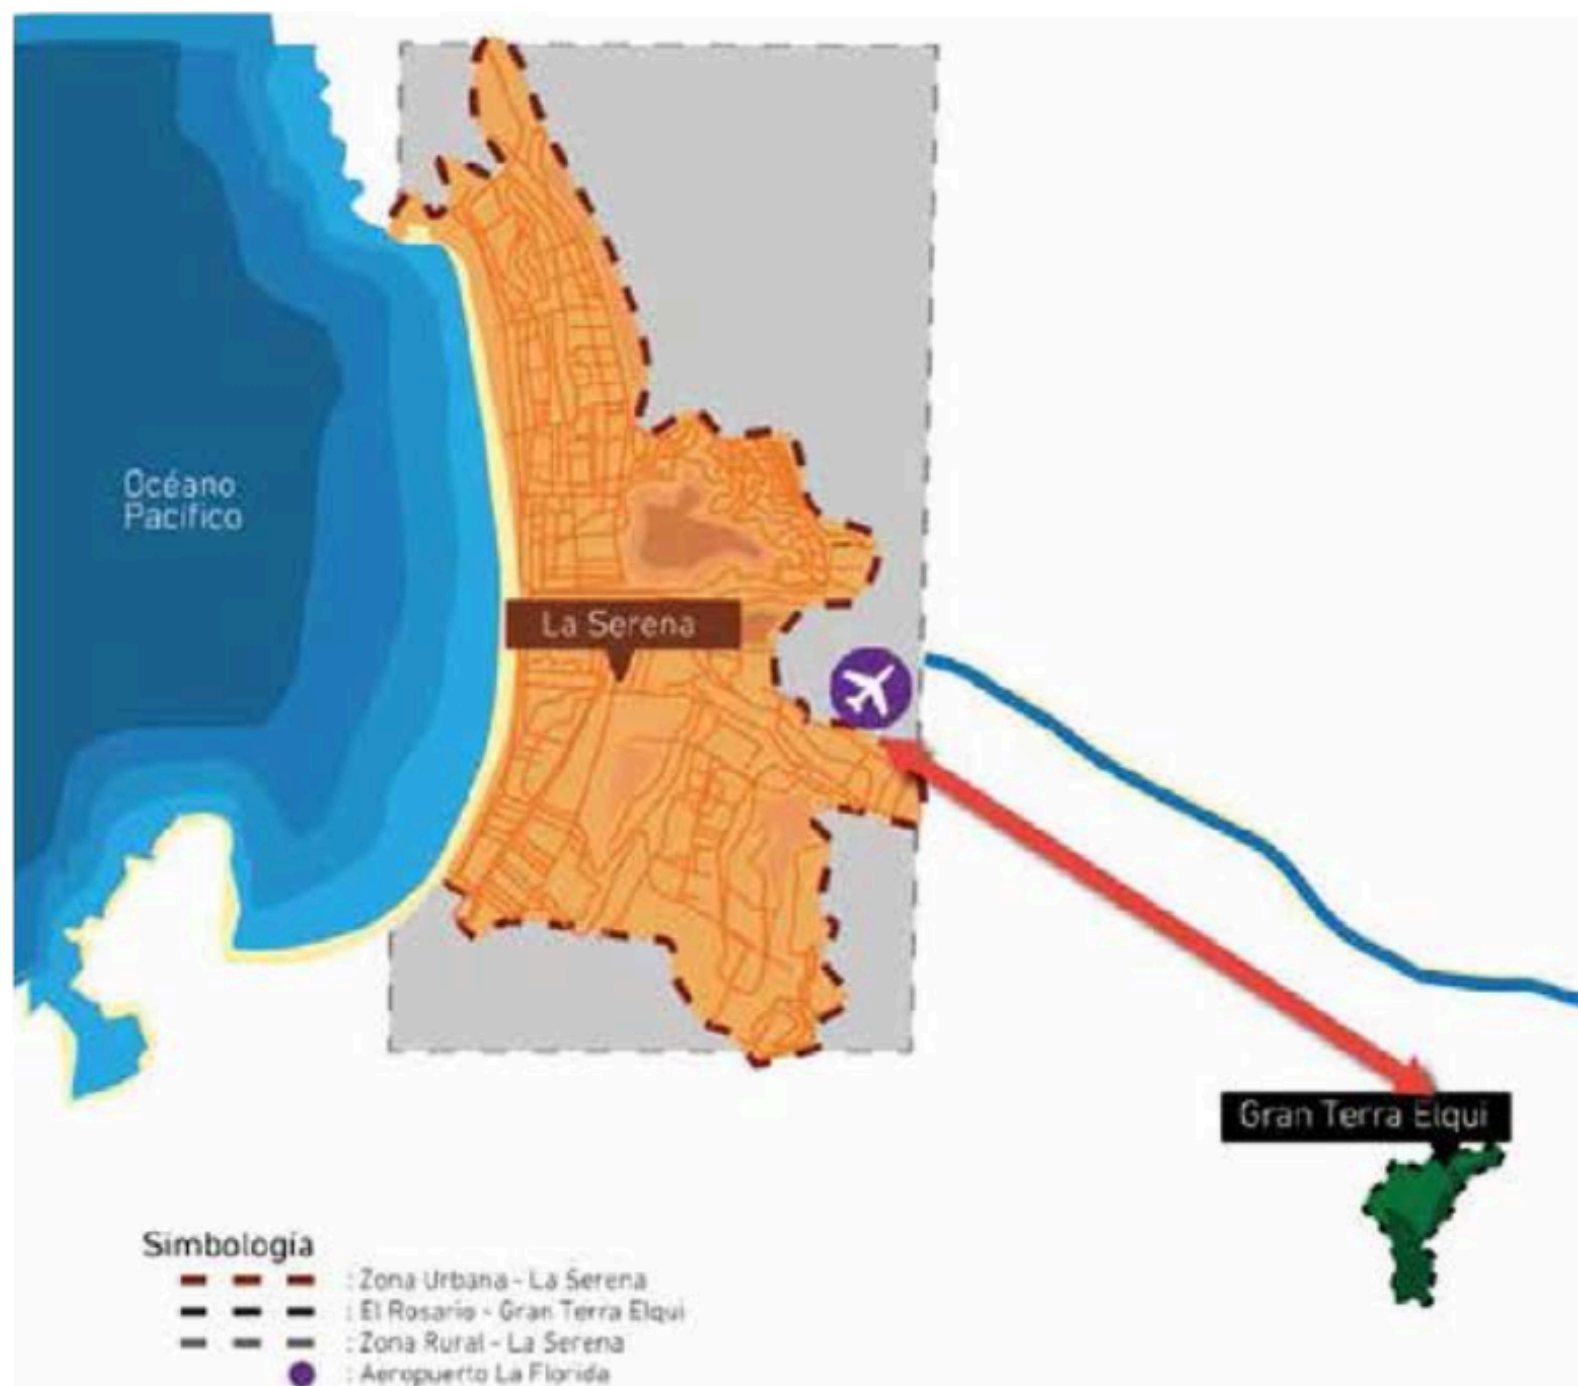 Océano
Pacífico
La Serena
Gran Terra Elqui
Simbología
: Zona Urbana - La Serena
: El Rosario - Gran Terra Elqui
: Zona Rural - La Serena
: Aeropuerto La Florida